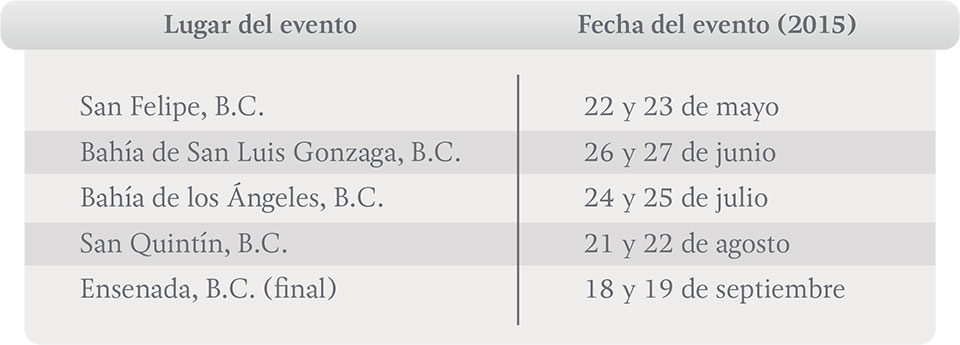 Lugar del evento Fecha del evento (2015)
San Felipe, B.C. 22 y 23 de mayo
Bahía de San Luis Gonzaga, B.C. 26 y 27 de junio
Bahía de los Ángeles, B.C. 24 y 25 de julio
San Quintín, B.C. 21 y 22 de agosto
Ensenada, B.C. (final) 18 y 19 de septiembre